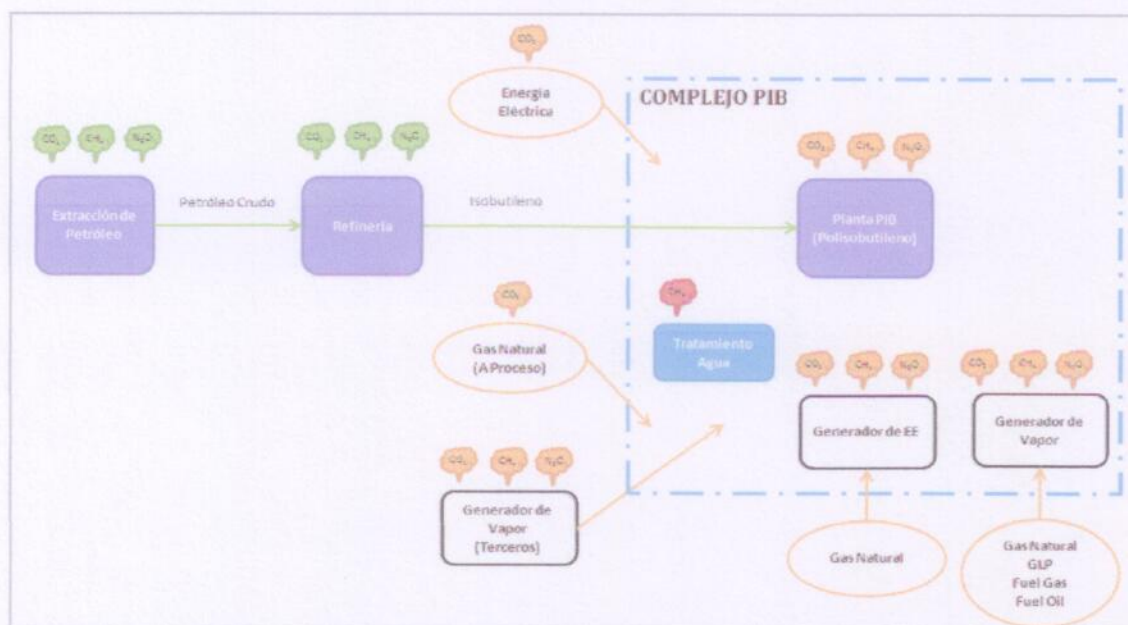 CO₂
Energía
Eléctrica
COMPLEJO PIB
CO₂ CH₄ N₂O
CO₂ CH₄ N₂O
CO₂ CH₄ N₂O
Extracción de
Petróleo
Petróleo Crudo
Refinería
Isobutileno
Planta PIB
(Polisobutileno)
CO₂
Gas Natural
(A Proceso)
CH₄
Tratamiento
Agua
CO₂ CH₄ N₂O
Generador de EE
CO₂ CH₄ N₂O
Generador de
Vapor
CO₂ CH₄ N₂O
Generador de
Vapor
(Terceros)
Gas Natural
Gas Natural
GLP
Fuel Gas
Fuel Oil